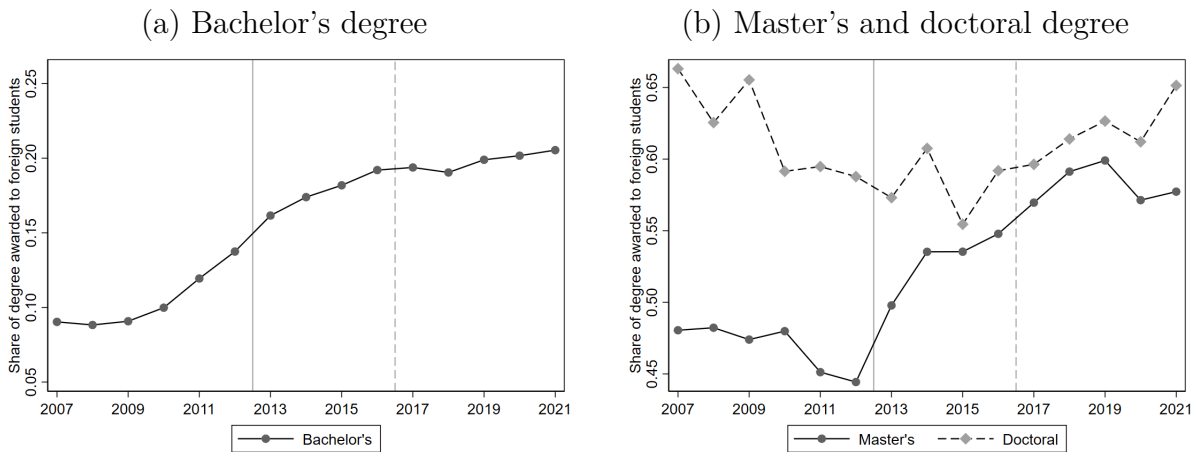 (a) Bachelor's degree
Share of degree awarded to foreign students
0.25
0.20
0.15
0.10
0.05
2007 2009 2011 2013 2015 2017 2019 2021
Bachelor's
(b) Master's and doctoral degree
Share of degree awarded to foreign students
0.65
0.60
0.55
0.50
0.45
2007 2009 2011 2013 2015 2017 2019 2021
Master's Doctoral